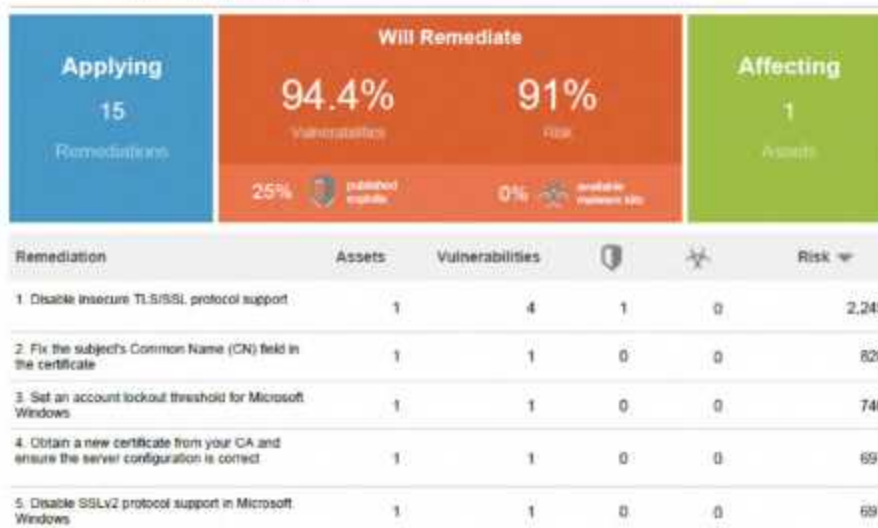 Applying
15
Remediations
Will Remediate
94.4%
Vulnerabilities
91%
Risk
25%
published
exploits
0%
available
malware kits
Affecting
1
Assets
Remediation Assets Vulnerabilities Risk
1. Disable insecure TLS/SSL protocol support 1 4 1 0
2. Fix the subject's Common Name (CN) field in
the certificate 1 1 0 0
3. Set an account lockout threshold for Microsoft
Windows 1 1 0 0
4. Obtain a new certificate from your CA and
ensure the server configuration is correct 1 1 0 0
5. Disable SSLv2 protocol support in Microsoft
Windows 1 1 0 0